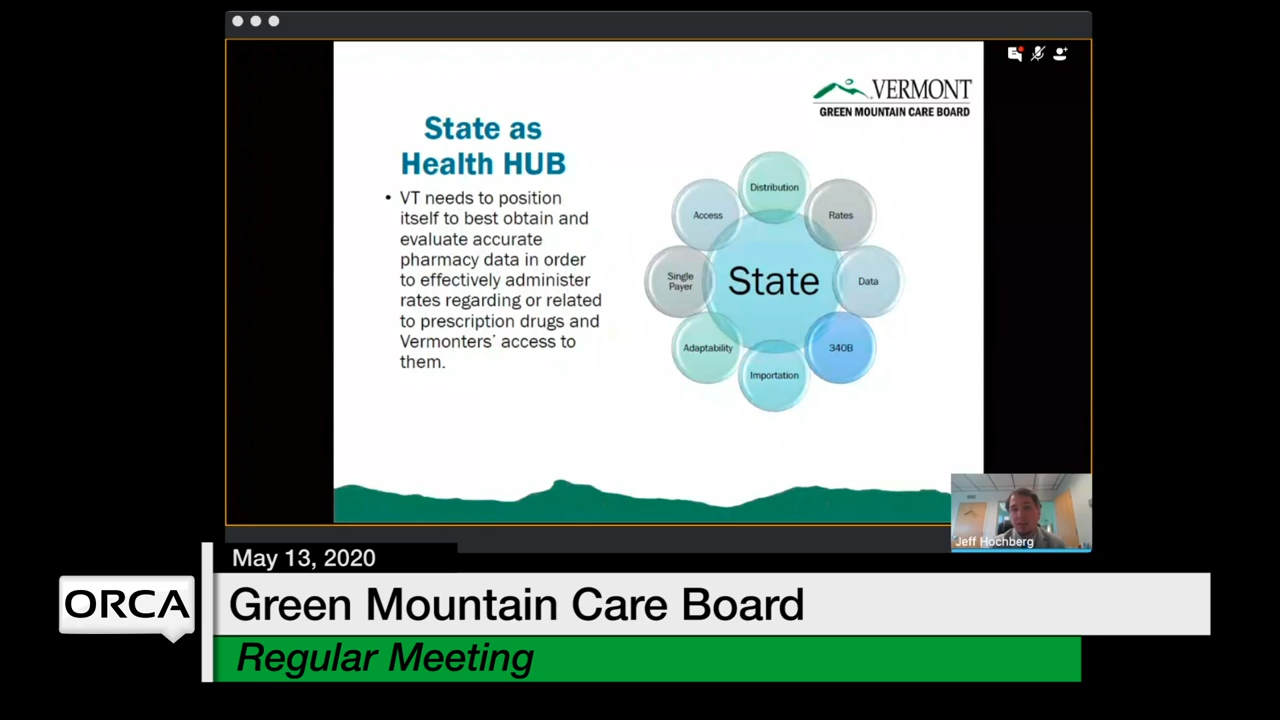 VERMONT
GREEN MOUNTAIN CARE BOARD
State as
Health HUB
• VT needs to position
itself to best obtain and
evaluate accurate
pharmacy data in order
to effectively administer
rates regarding or related
to prescription drugs and
Vermonters’ access to
them.
Distribution
Access
Rates
Single
Payer
State
Data
Adaptability
340B
Importation
Jeff Hochberg
May 13, 2020
ORCA
Green Mountain Care Board
Regular Meeting